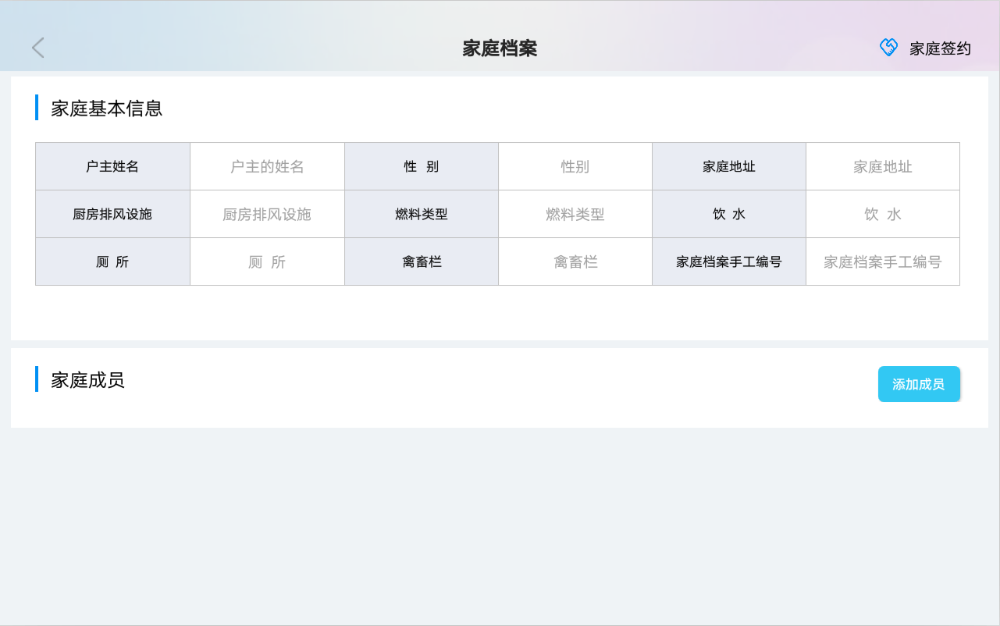 家庭档案
家庭签约
家庭基本信息
户主姓名 户主的姓名 性 别 性别 家庭地址 家庭地址
厨房排风设施 厨房排风设施 燃料类型 燃料类型 饮 水 饮 水
厕 所 厕 所 禽畜栏 禽畜栏 家庭档案手工编号 家庭档案手工编号
家庭成员
添加成员